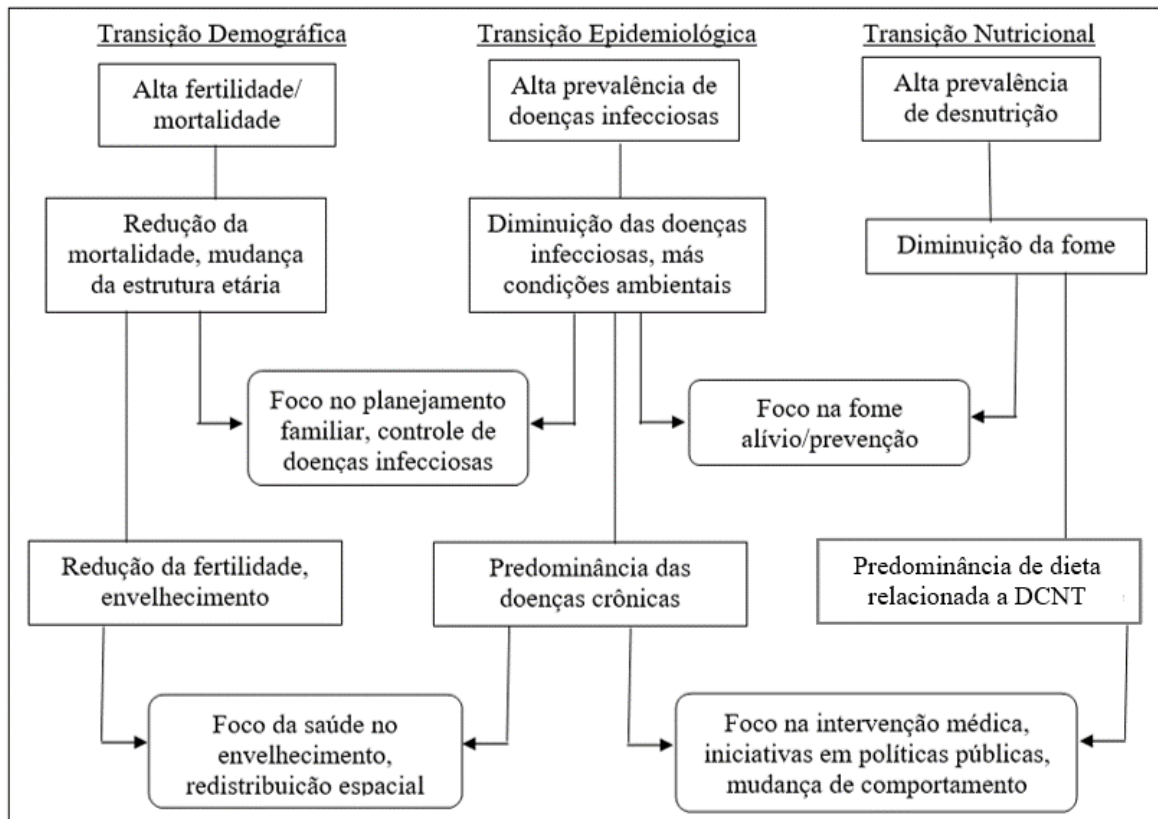 Transição Demográfica
Transição Epidemiológica
Transição Nutricional
Alta fertilidade/
mortalidade
Alta prevalência de
doenças infecciosas
Alta prevalência
de desnutrição
Redução da
mortalidade, mudança
da estrutura etária
Diminuição das doenças
infecciosas, más
condições ambientais
Diminuição da fome
Foco no planejamento
familiar, controle de
doenças infecciosas
Foco na fome
alívio/prevenção
Redução da fertilidade,
envelhecimento
Predominância das
doenças crônicas
Predominância de dieta
relacionada a DCNT
Foco da saúde no
envelhecimento,
redistribuicão espacial
Foco na intervenção médica,
iniciativas em políticas públicas,
mudança de comportamento